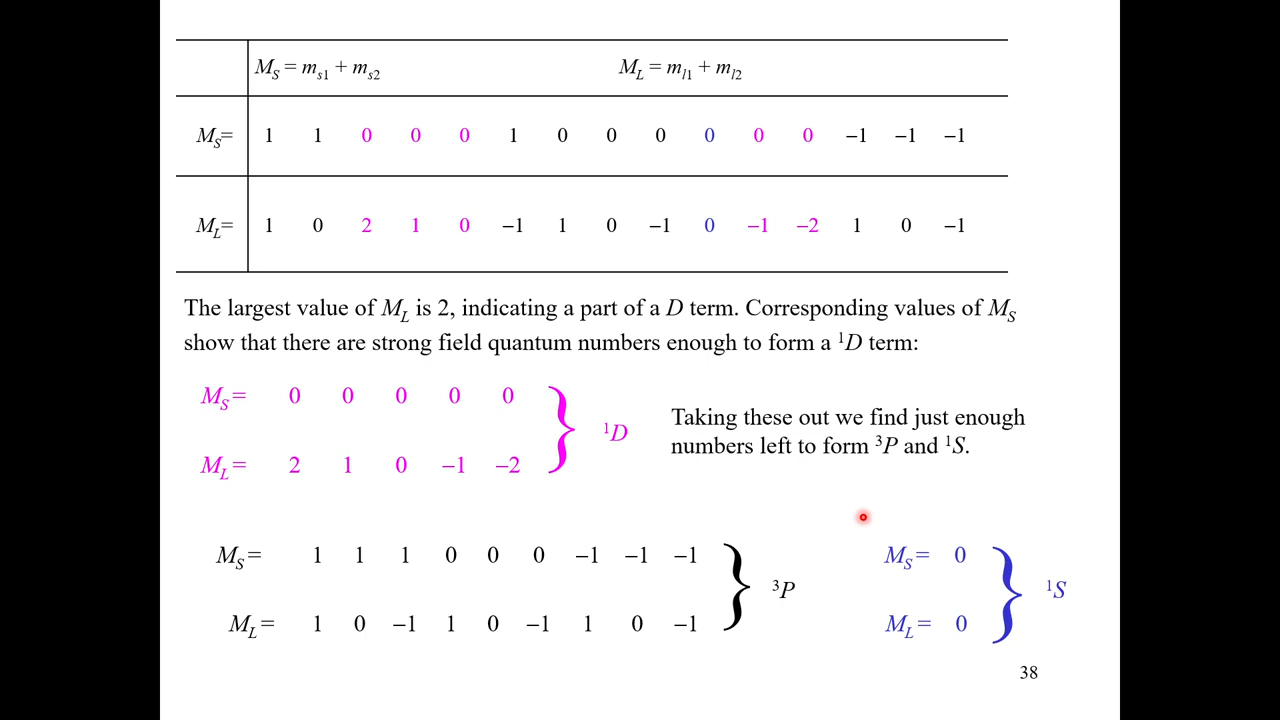 M_S = m_s1 + m_s2 M_L = m_l1 + m_l2
M_S= 1 1 0 0 0 1 0 0 0 0 0 0 –1 –1 –1
M_L= 1 0 2 1 0 –1 1 0 –1 0 –1 –2 1 0 –1
The largest value of M_L is 2, indicating a part of a D term. Corresponding values of M_S
show that there are strong field quantum numbers enough to form a ¹D term:
M_S= 0 0 0 0 0
¹D
M_L= 2 1 0 –1 –2
Taking these out we find just enough
numbers left to form ³P and ¹S.
M_S= 1 1 1 0 0 0 –1 –1 –1
³P
M_L= 1 0 –1 1 0 –1 1 0 –1
M_S= 0
¹S
M_L= 0
38